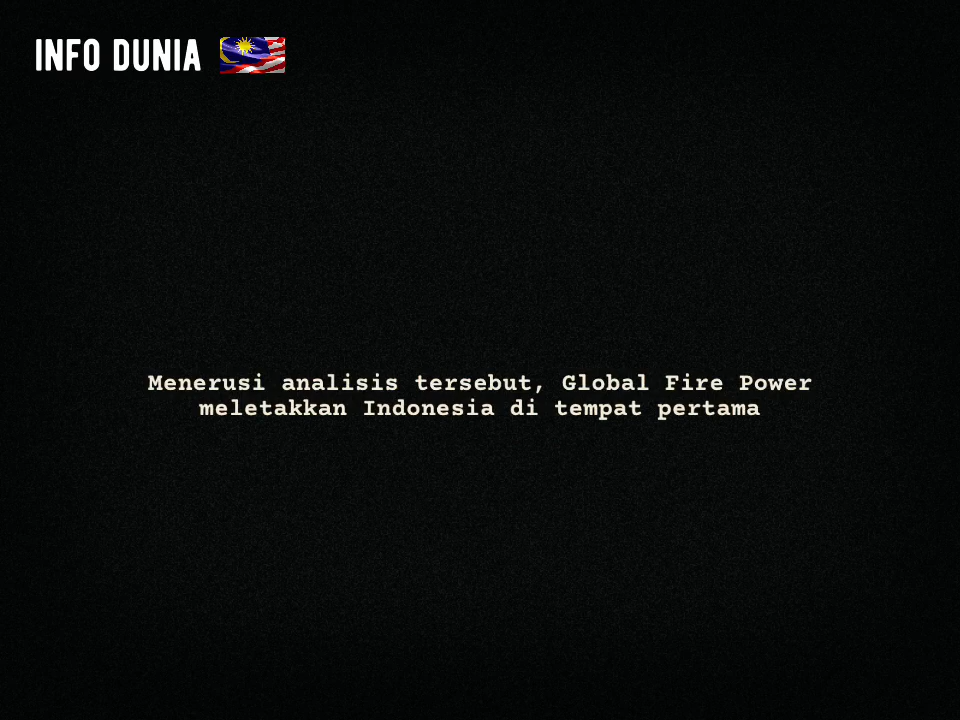 INFO DUNIA
Menerusi analisis tersebut, Global Fire Power
meletakkan Indonesia di tempat pertama